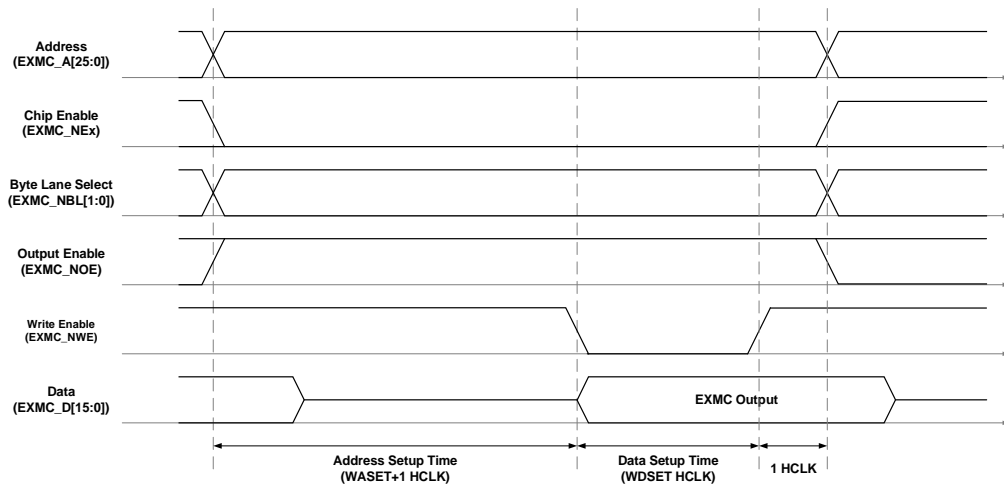 Address
(EXMC_A[25:0])
Chip Enable
(EXMC_NEx)
Byte Lane Select
(EXMC_NBL[1:0])
Output Enable
(EXMC_NOE)
Write Enable
(EXMC_NWE)
Data
(EXMC_D[15:0])
EXMC Output
Address Setup Time
(WASET+1 HCLK)
Data Setup Time
(WDSET HCLK)
1 HCLK